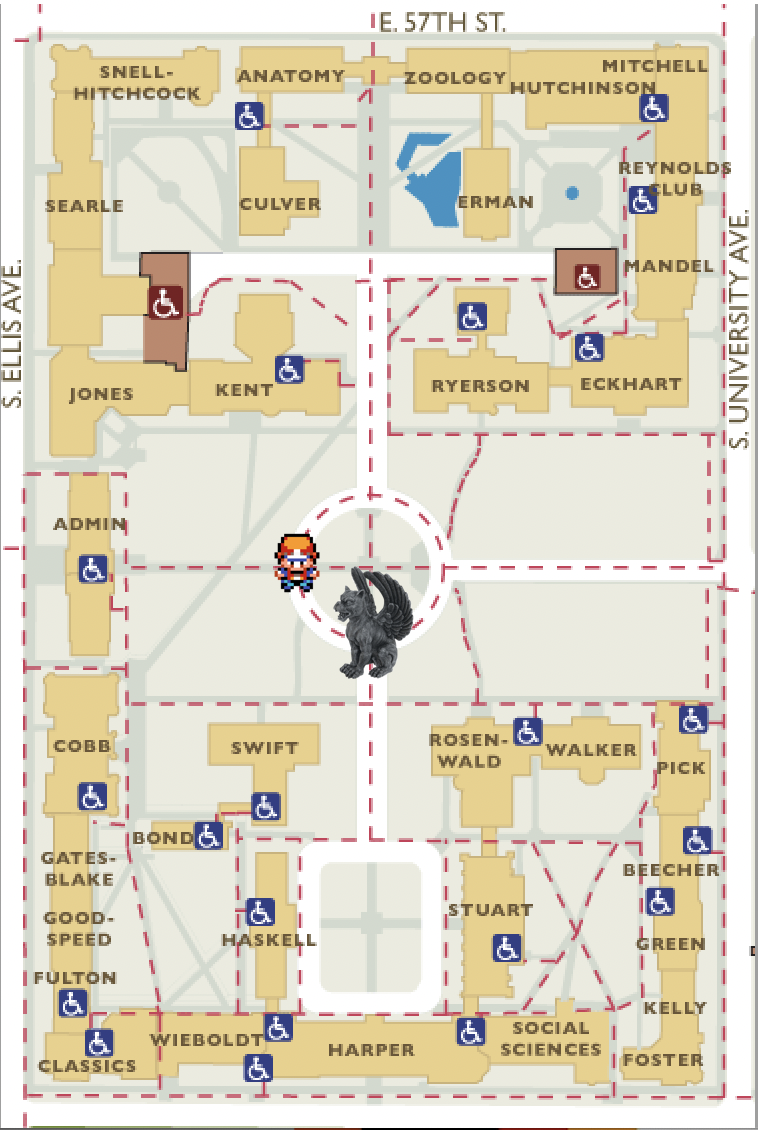 E. 57TH ST.
SNELL-
HITCHCOCK
ANATOMY
ZOOLOGY
MITCHELL
HUTCHINSON
SEARLE
CULVER
ERMAN
REYNOLDS
CLUB
MANDEL
S. ELLIS AVE.
S. UNIVERSITY AVE.
JONES
KENT
RYERSON
ECKHART
ADMIN
COBB
SWIFT
ROSEN-
WALD
WALKER
PICK
BOND
GATES-
BLAKE
GOOD-
SPEED
HASKELL
STUART
BEECHER
GREEN
FULTON
KELLY
CLASSICS
WIEBOLDT
HARPER
SOCIAL
SCIENCES
FOSTER